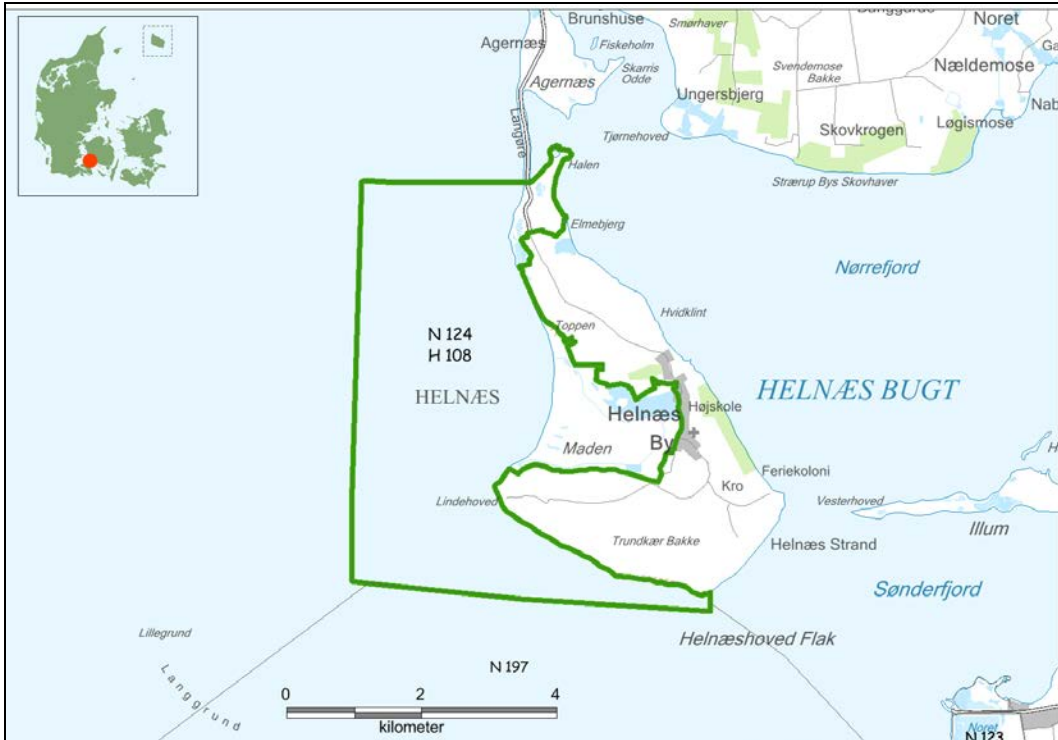 Brunshuse
Smørhaver
Noret
Agernæs
Fiskeholm
Svendemose
Bakke
Nældemose
Skarris
Odde
Agernæs
Ungersbjerg
Langøre
Skovkrogen
Løgismose
Tjørnehoved
Halen
Strærup Bys Skovhaver
Elmebjerg
Nørrefjord
Hvidklint
Toppen
N 124
H 108
HELNÆS
HELNÆS BUGT
Helnæs
By
Højskole
Maden
Feriekoloni
Kro
Lindehoved
Vesterhoved
Illum
Trundkær Bakke
Helnæs Strand
Sønderfjord
Lillegrund
Langgrund
Helnæshoved Flak
N 197
0 2 4
kilometer
Noret
N 123